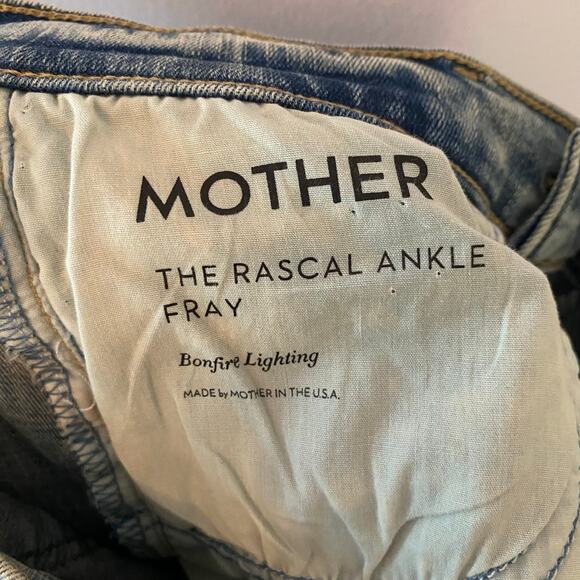 MOTHER
THE RASCAL ANKLE
FRAY
Bonfire Lighting
MADE by MOTHER IN THE U.S.A.